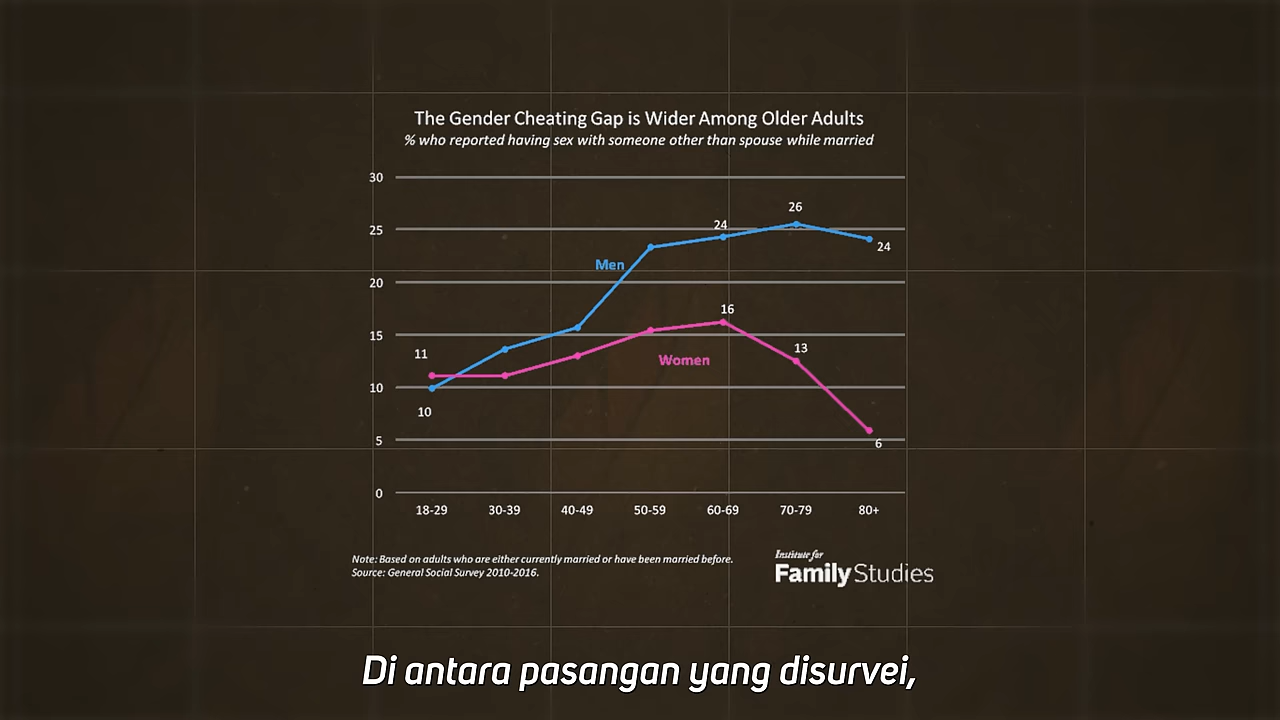 The Gender Cheating Gap is Wider Among Older Adults
% who reported having sex with someone other than spouse while married
30
26
24
25
24
Men
20
16
15
13
11
Women
10
10
5
6
0
18-29 30-39 40-49 50-59 60-69 70-79 80+
Note: Based on adults who are either currently married or have been married before.
Source: General Social Survey 2010-2016.
Institute for
Family Studies
Di antara pasangan yang disurvei,